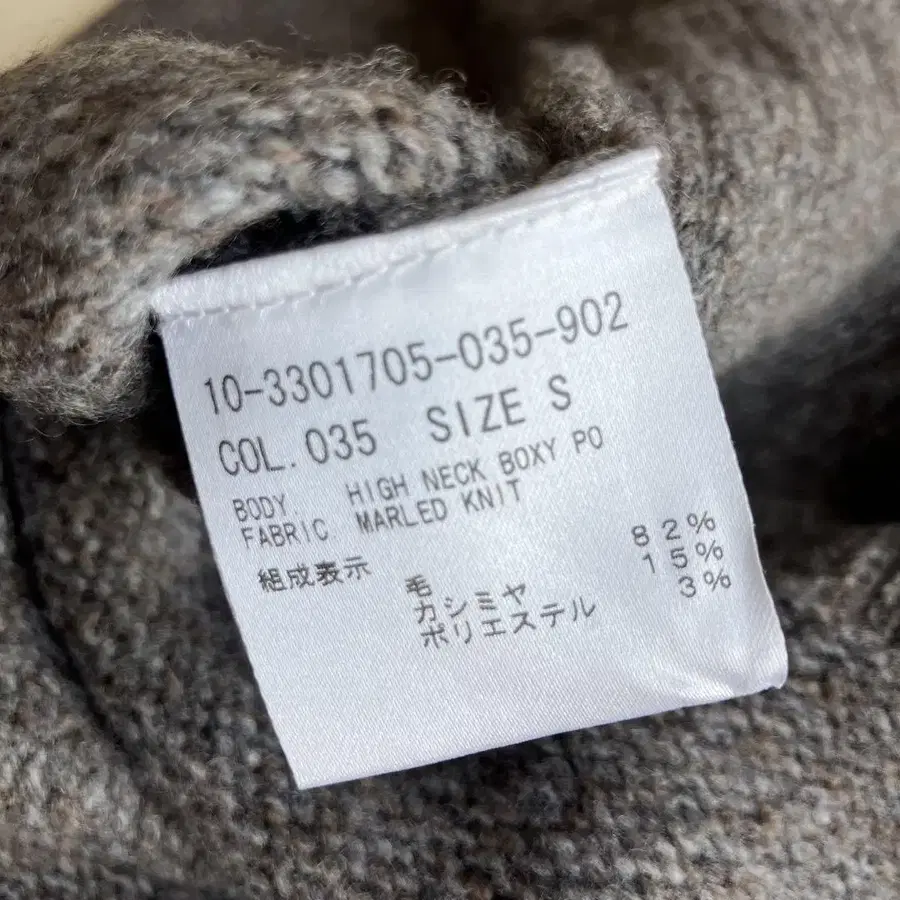 10-3301705-035-902
COL.035 SIZE S
BODY. HIGH NECK BOXY PO
FABRIC MARLED KNIT
組成表示
毛 82%
カシミヤ 15%
ポリエステル 3%